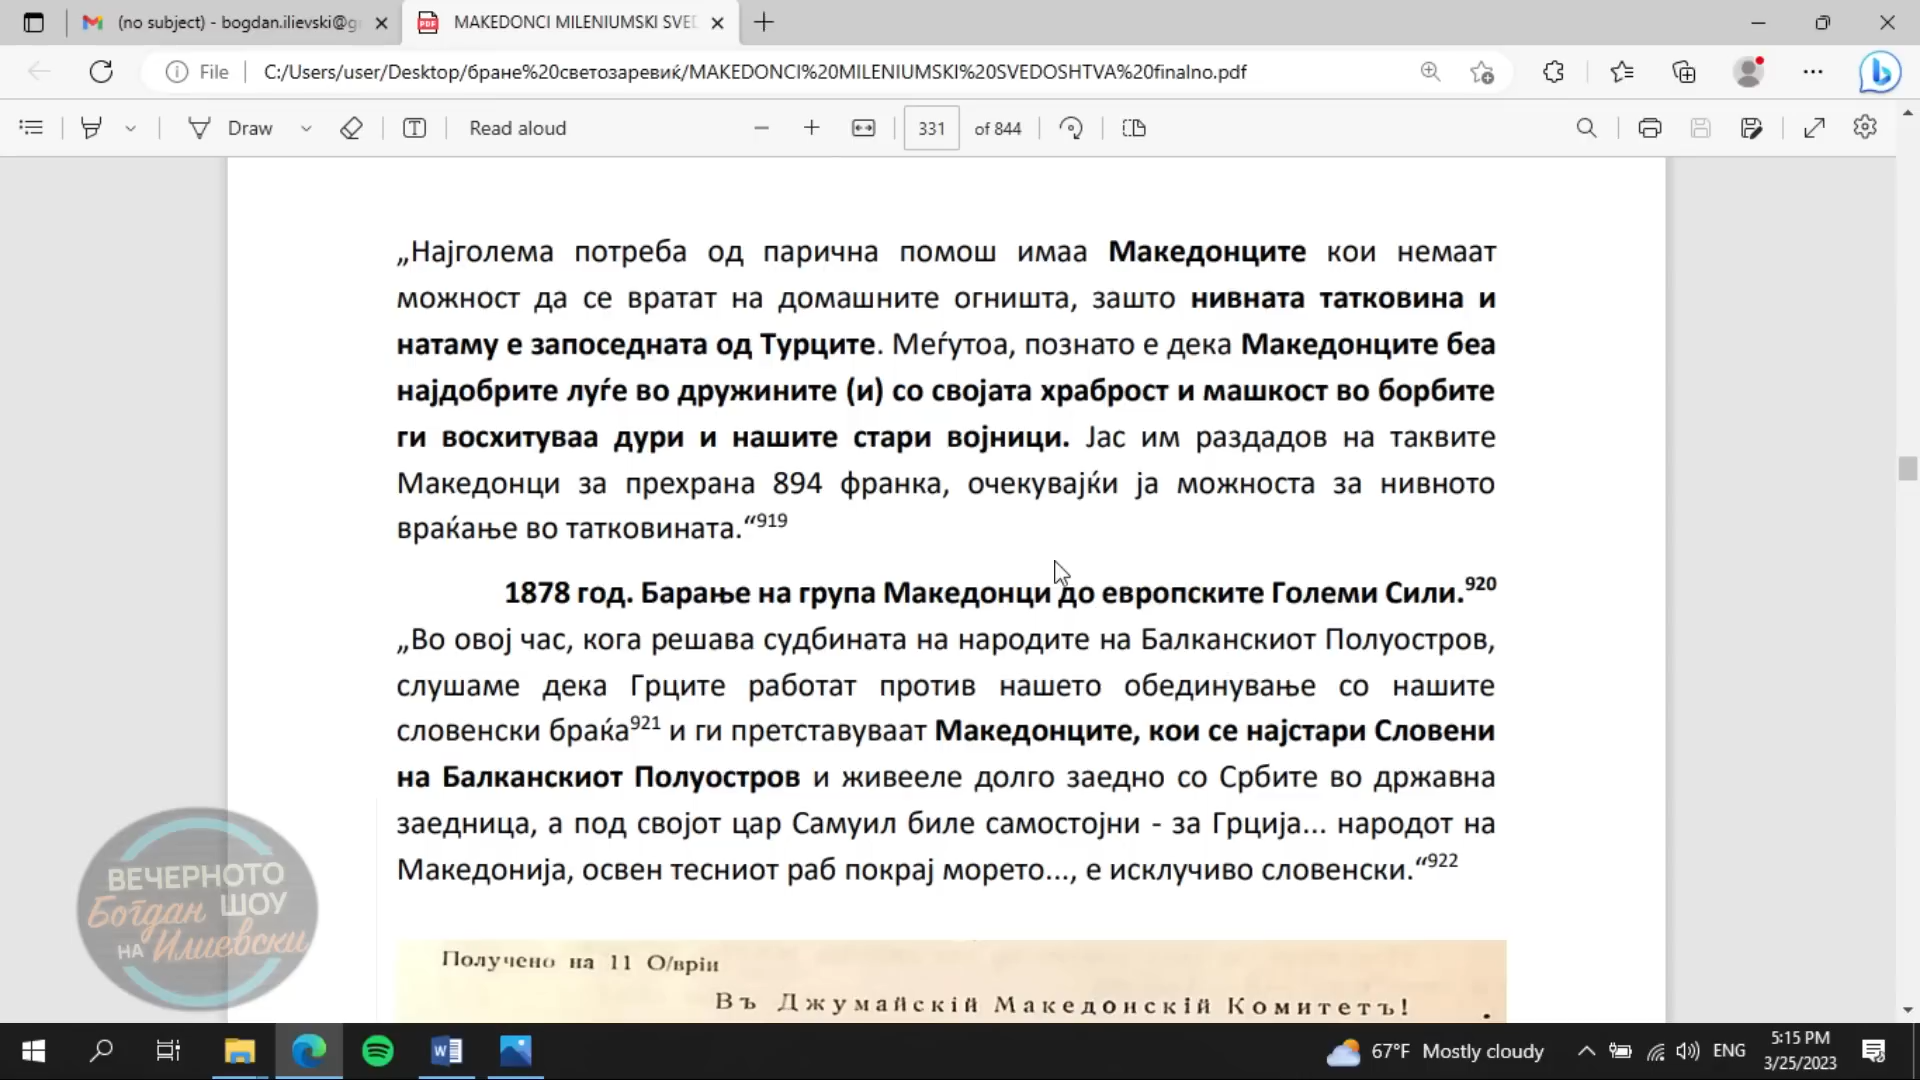 (no subject) - bogdan.ilievski@g
MAKEDONCI MILENIUMSKI SVED
File
C:/Users/user/Desktop/бране%20светозаревиќ/MAKEDONCI%20MILENIUMSKI%20SVEDOSHTVA%20finalno.pdf
Draw
Read aloud
331 of 844
„Најголема потреба од парична помош имаа Македонците кои немаат
можност да се вратат на домашните огништа, зашто нивната татковина и
натаму е запоседната од Турците. Меѓутоа, познато е дека Македонците беа
најдобрите луѓе во дружините (и) со својата храброст и машкост во борбите
ги восхитуваа дури и нашите стари војници. Јас им раздадов на таквите
Македонци за прехрана 894 франка, очекувајќи ја можноста за нивното
враќање во татковината.“919
1878 год. Барање на група Македонци до европските Големи Сили.920
„Во овој час, кога решава судбината на народите на Балканскиот Полуостров,
слушаме дека Грците работат против нашето обединување со нашите
словенски браќа921 и ги претставуваат Македонците, кои се најстари Словени
на Балканскиот Полуостров и живееле долго заедно со Србите во државна
заедница, а под својот цар Самуил биле самостојни - за Грција... народот на
Македонија, освен тесниот раб покрај морето..., е исклучиво словенски.“922
Получено на 11 О/врiи
Въ Джумайскій Македонскій Комитетъ!
ВЕЧЕРНОТО
ШОУ
НА
Богдан
Илиевски
67°F Mostly cloudy
ENG
5:15 PM
3/25/2023